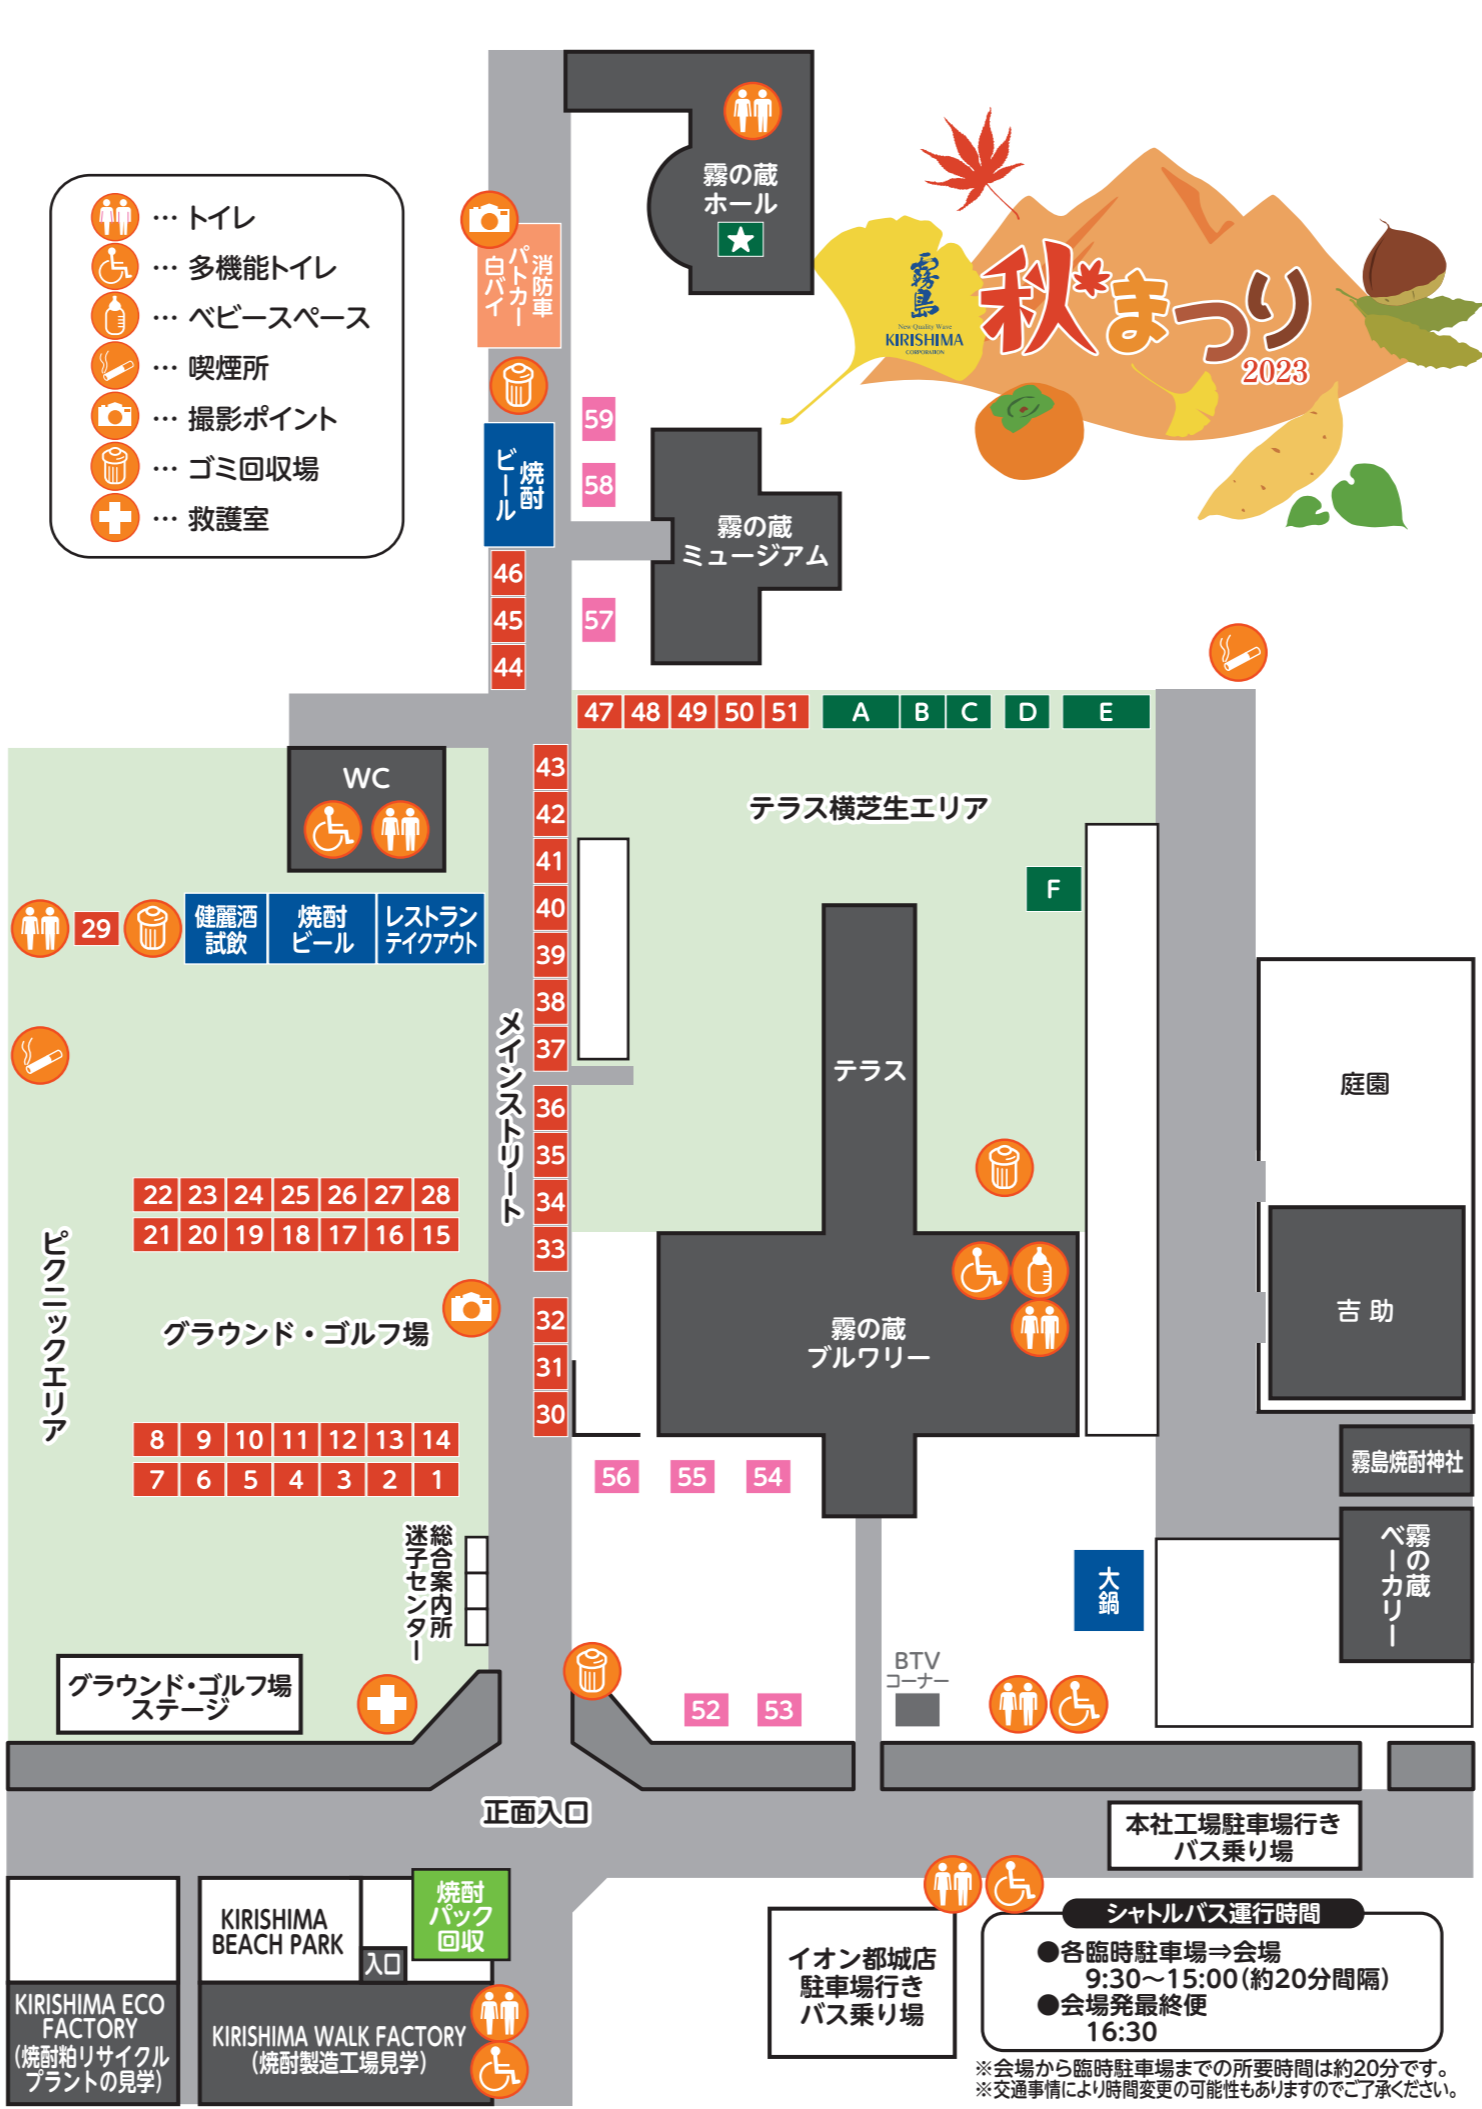 … トイレ
… 多機能トイレ
… ベビースペース
… 喫煙所
… 撮影ポイント
… ゴミ回収場
… 救護室
霧の蔵
ホール
★
消防車
パトカー
白バイ
霧島
New Quality Wave
KIRISHIMA
CORPORATION
秋まつり
2023
焼酎
ビール
59
58
57
霧の蔵
ミュージアム
46
45
44
47 48 49 50 51 A B C D E
WC
43
42
41
40
39
38
37
36
35
34
33
32
31
30
テラス横芝生エリア
F
29
健麗酒
試飲
焼酎
ビール
レストラン
テイクアウト
メインストリート
テラス
庭園
22 23 24 25 26 27 28
21 20 19 18 17 16 15
ピクニックエリア
グラウンド・ゴルフ場
霧の蔵
ブルワリー
吉助
8 9 10 11 12 13 14
7 6 5 4 3 2 1
56 55 54
霧島焼酎神社
霧の蔵
ベーカリー
総合案内所
迷子センター
大鍋
グラウンド・ゴルフ場
ステージ
52 53
BTV
コーナー
正面入口
本社工場駐車場行き
バス乗り場
KIRISHIMA
BEACH PARK
入口
焼酎
パック
回収
KIRISHIMA ECO
FACTORY
(焼酎粕リサイクル
プラントの見学)
KIRISHIMA WALK FACTORY
(焼酎製造工場見学)
イオン都城店
駐車場行き
バス乗り場
シャトルバス運行時間
●各臨時駐車場⇒会場
9:30〜15:00(約20分間隔)
●会場発最終便
16:30
※会場から臨時駐車場までの所要時間は約20分です。
※交通事情により時間変更の可能性もありますのでご了承ください。